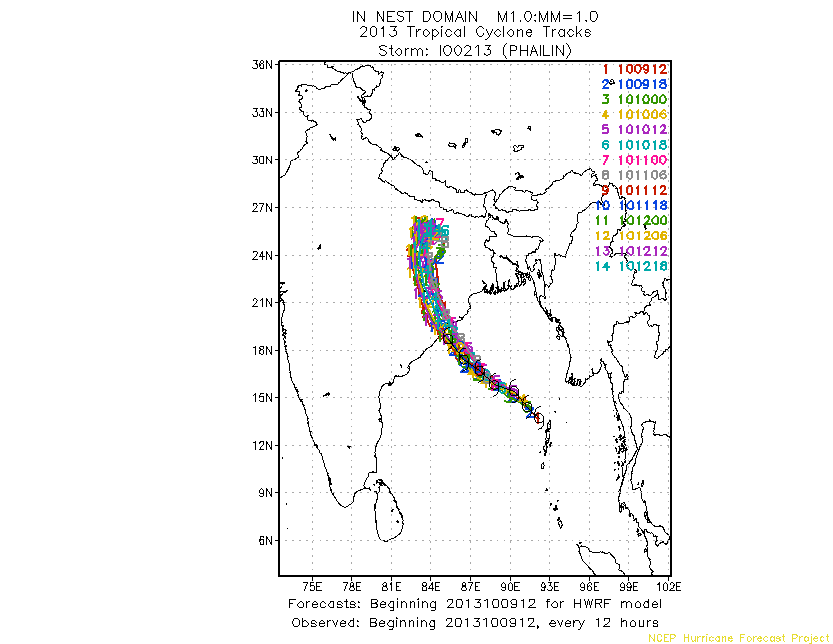 IN NEST DOMAIN M1.0:MM=1.0
2013 Tropical Cyclone Tracks
Storm: IO0213 (PHAILIN)
36N
33N
30N
27N
24N
21N
18N
15N
12N
9N
6N
1 100912
2 100918
3 101000
4 101006
5 101012
6 101018
7 101100
8 101106
9 101112
10 101118
11 101200
12 101206
13 101212
14 101218
75E 78E 81E 84E 87E 90E 93E 96E 99E 102E
Forecasts: Beginning 2013100912 for HWRF model
Observed: Beginning 2013100912, every 12 hours
NCEP Hurricane Forecast Project